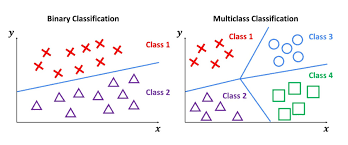 Binary Classification
y
Class 1
Class 2
x
Multiclass Classification
y
Class 1
Class 3
Class 4
Class 2
x